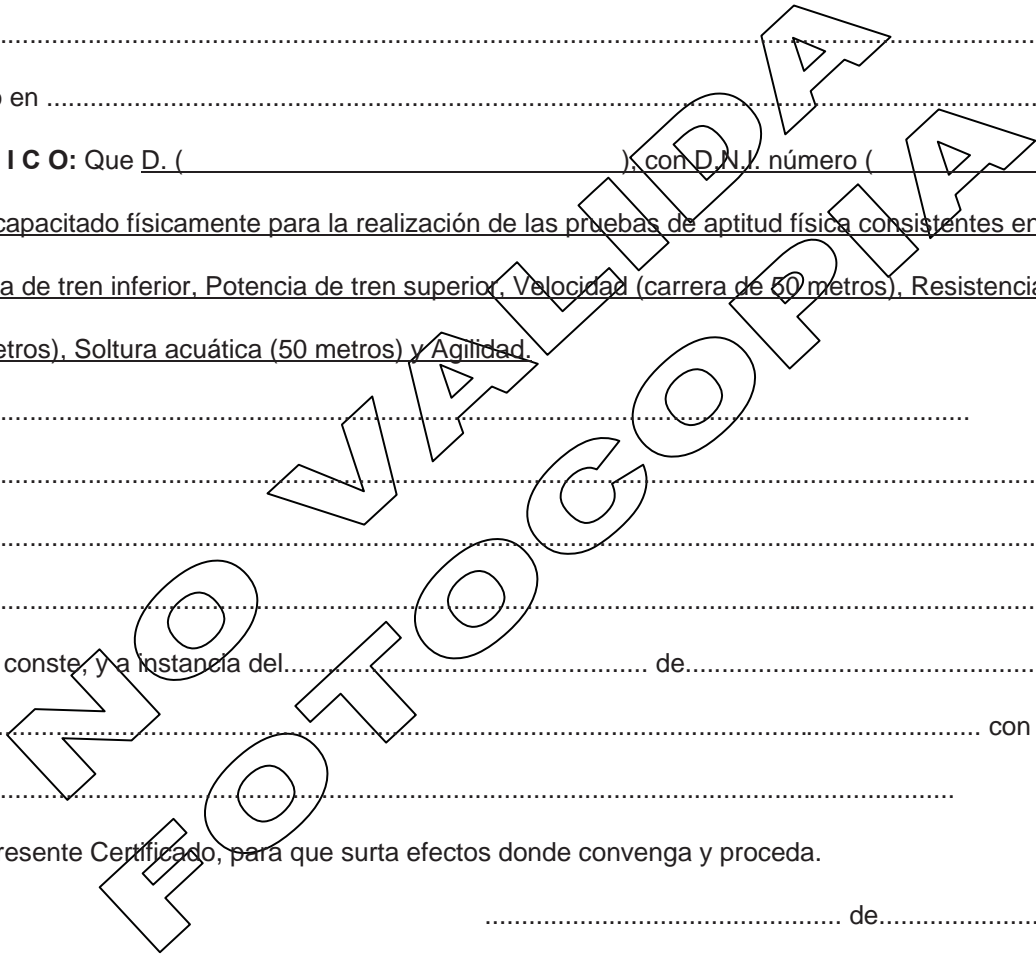 ....................................................................................................................................................
o en ..........................................................................................................................................
I C O: Que D. ( ), con D.N.I. número (
capacitado físicamente para la realización de las pruebas de aptitud física consistentes en
a de tren inferior, Potencia de tren superior, Velocidad (carrera de 50 metros), Resistencia
etros), Soltura acuática (50 metros) y Agilidad.
..........................................................................................................................................
....................................................................................................................................................
....................................................................................................................................................
....................................................................................................................................................
conste, y a instancia del.................................................... de..................................................
.......................................................................................................................................... con
..........................................................................................................................................
resente Certificado, para que surta efectos donde convenga y proceda.
................................................... de......................
NO VALIDA
FOTOCOPIA